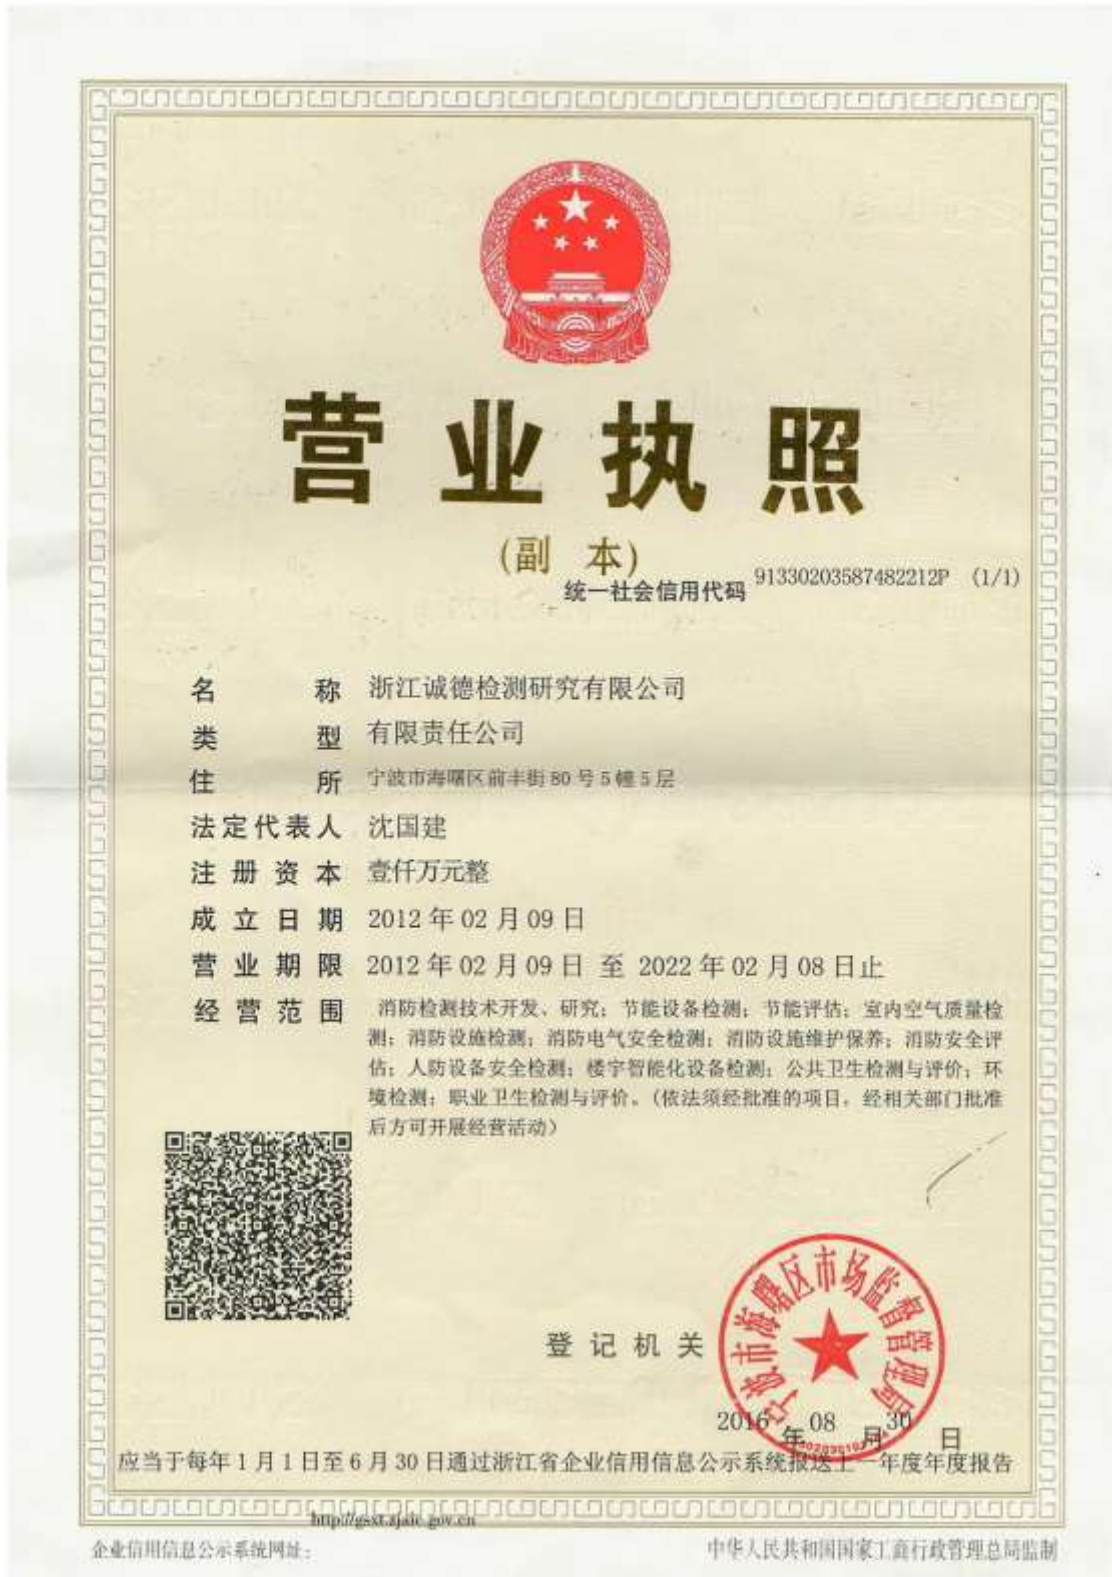 营业执照
(副 本)
统一社会信用代码 91330203587482212P (1/1)
名 称 浙江诚德检测研究有限公司
类 型 有限责任公司
住 所 宁波市海曙区前丰街80号5幢5层
法定代表人 沈国建
注册资本 壹仟万元整
成立日期 2012年02月09日
营业期限 2012年02月09日 至 2022年02月08日止
经营范围 消防检测技术开发、研究；节能设备检测；节能评估；室内空气质量检
测；消防设施检测；消防电气安全检测；消防设施维护保养；消防安全评
估；人防设备安全检测；楼宇智能化设备检测；公共卫生检测与评价；环
境检测；职业卫生检测与评价。(依法须经批准的项目，经相关部门批准
后方可开展经营活动)
宁波市海曙区市场监督管理局
登记机关
2016年08月30日
应当于每年1月1日至6月30日通过浙江省企业信用信息公示系统报送上一年度年度报告
http://gsxt.zjaic.gov.cn
企业信用信息公示系统网址：
中华人民共和国国家工商行政管理总局监制